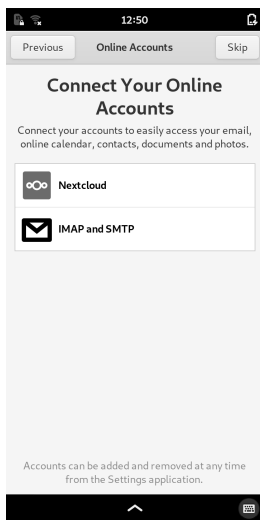 12:50
Previous
Online Accounts
Skip
Connect Your Online
Accounts
Connect your accounts to easily access your email,
online calendar, contacts, documents and photos.
Nextcloud
IMAP and SMTP
Accounts can be added and removed at any time
from the Settings application.